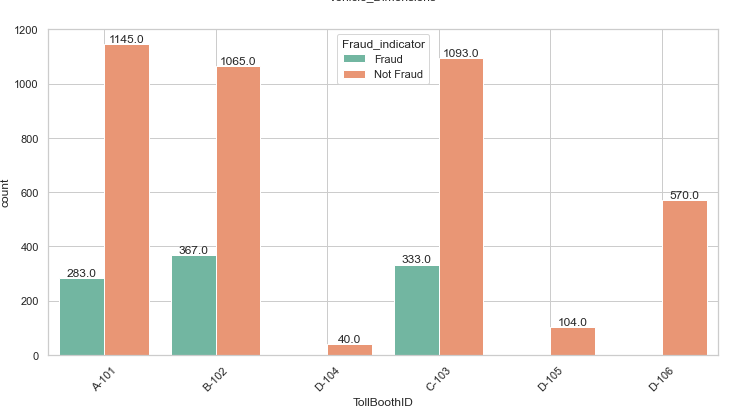 1200
1000
800
600
400
200
0
count
Fraud_indicator
Fraud
Not Fraud
283.0
1145.0
367.0
1065.0
40.0
333.0
1093.0
104.0
570.0
A-101
B-102
D-104
C-103
D-105
D-106
TollBoothID